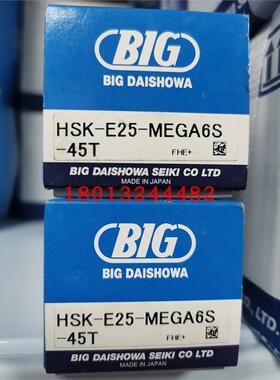 BIG
BIG DAISHOWA
HSK-E25-MEGA6S
-45T
FHE+
BIG DAISHOWA SEIKI CO LTD
MADE IN JAPAN
18013244482
BIG
BIG DAISHOWA
HSK-E25-MEGA6S
-45T
FHE+
BIG DAISHOWA SEIKI CO LTD
MADE IN JAPAN